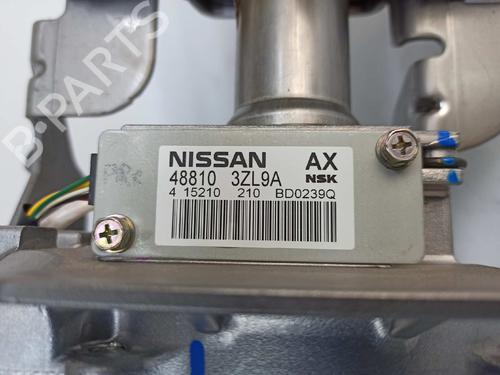 NISSAN AX
48810 3ZL9A NSK
4 15210 210 BD0239Q
B-PARTS